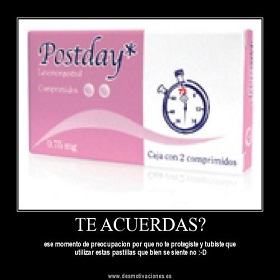 Postday*
Levonorgestrel
Comprimidos
0,75 mg
Caja con 2 comprimidos
TE ACUERDAS?
ese momento de preocupacion por que no te protegiste y tubiste que
utilizar estas pastillas que bien se siente no :-D
www.desmotivaciones.es